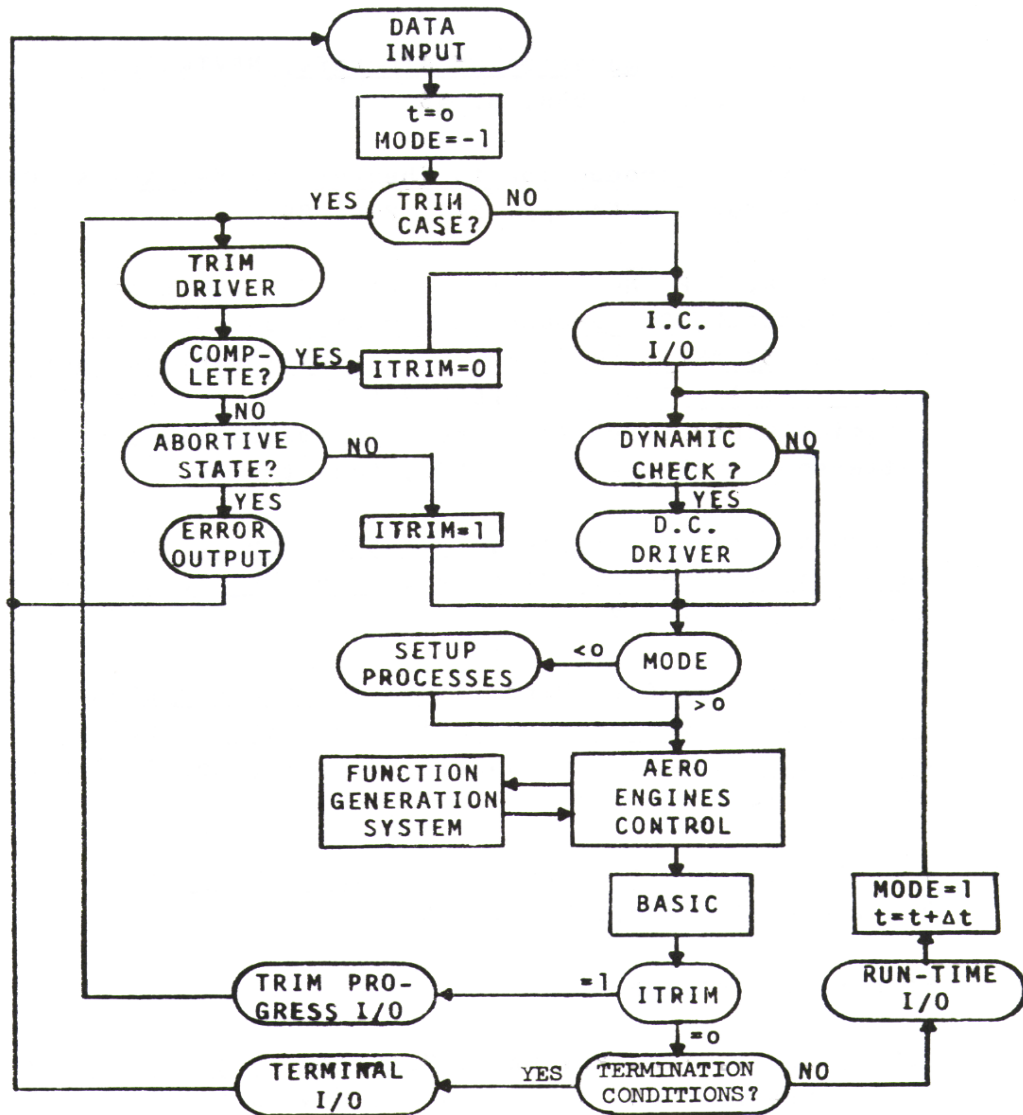 DATA
INPUT
t=o
MODE=-1
YES
TRIM
CASE?
NO
TRIM
DRIVER
COMP-
LETE?
YES
ITRIM=0
I.C.
I/O
NO
ABORTIVE
STATE?
NO
DYNAMIC
CHECK?
NO
YES
YES
ERROR
OUTPUT
ITRIM=1
D.C.
DRIVER
SETUP
PROCESSES
<o
MODE
>o
FUNCTION
GENERATION
SYSTEM
AERO
ENGINES
CONTROL
BASIC
MODE=1
t=t+Δt
TRIM PRO-
GRESS I/O
=1
ITRIM
RUN-TIME
I/O
=o
TERMINAL
I/O
YES
TERMINATION
CONDITIONS?
NO